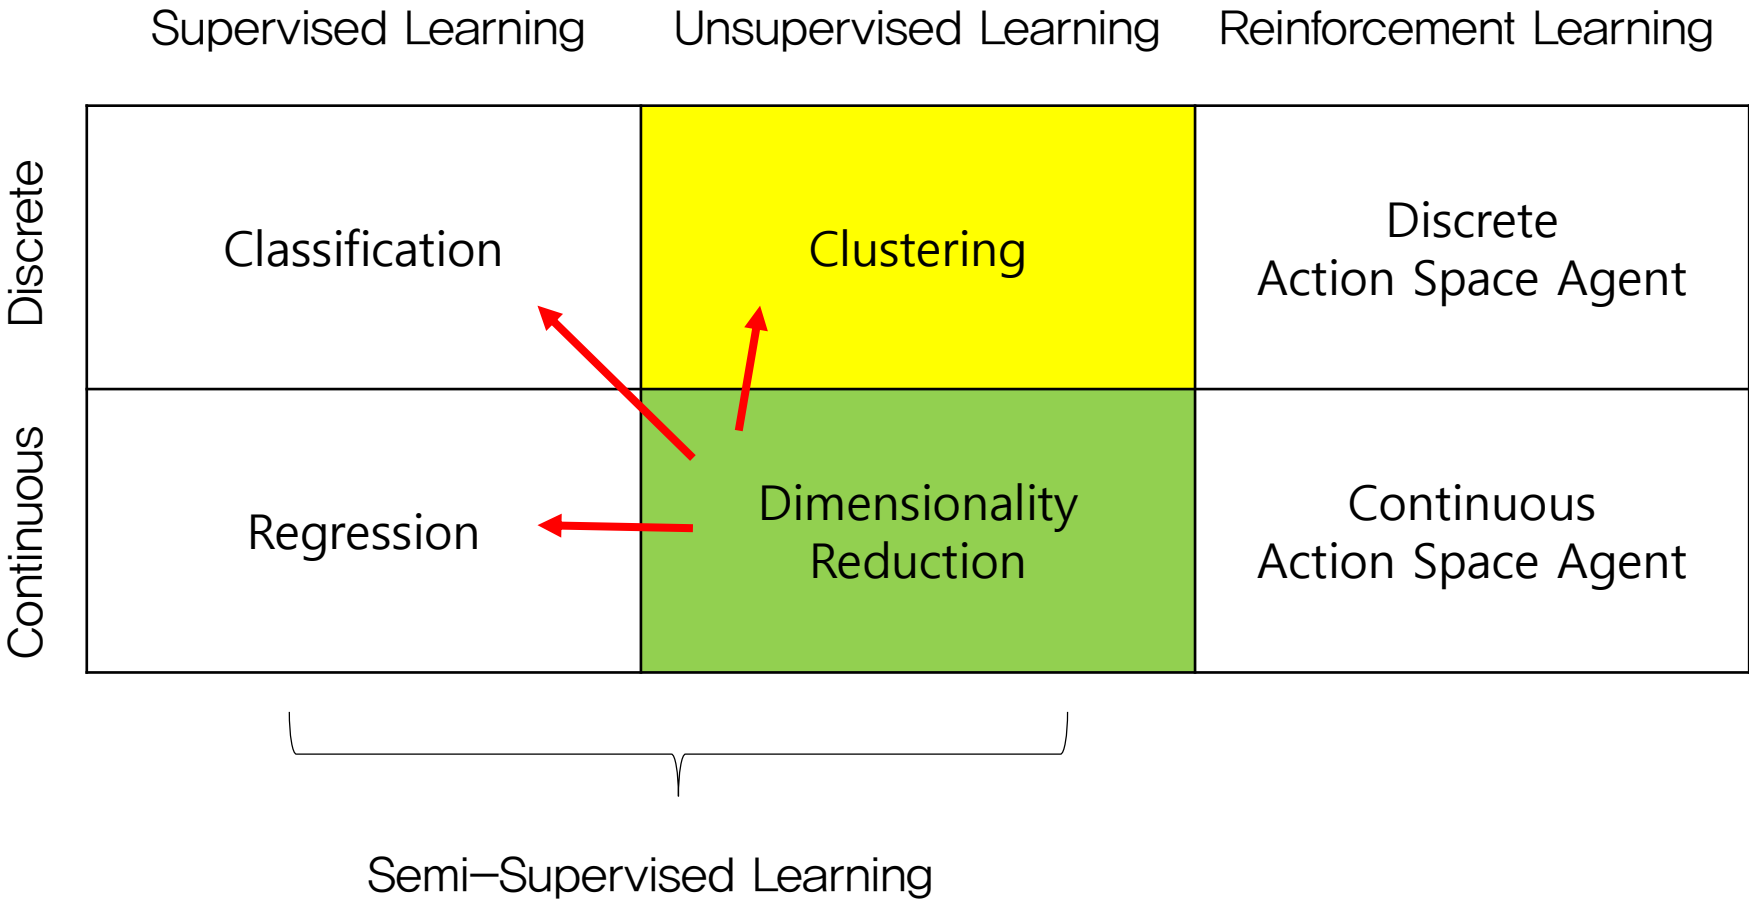 Supervised Learning
Unsupervised Learning
Reinforcement Learning
Discrete
Classification
Clustering
Discrete
Action Space Agent
Continuous
Regression
Dimensionality
Reduction
Continuous
Action Space Agent
Semi-Supervised Learning